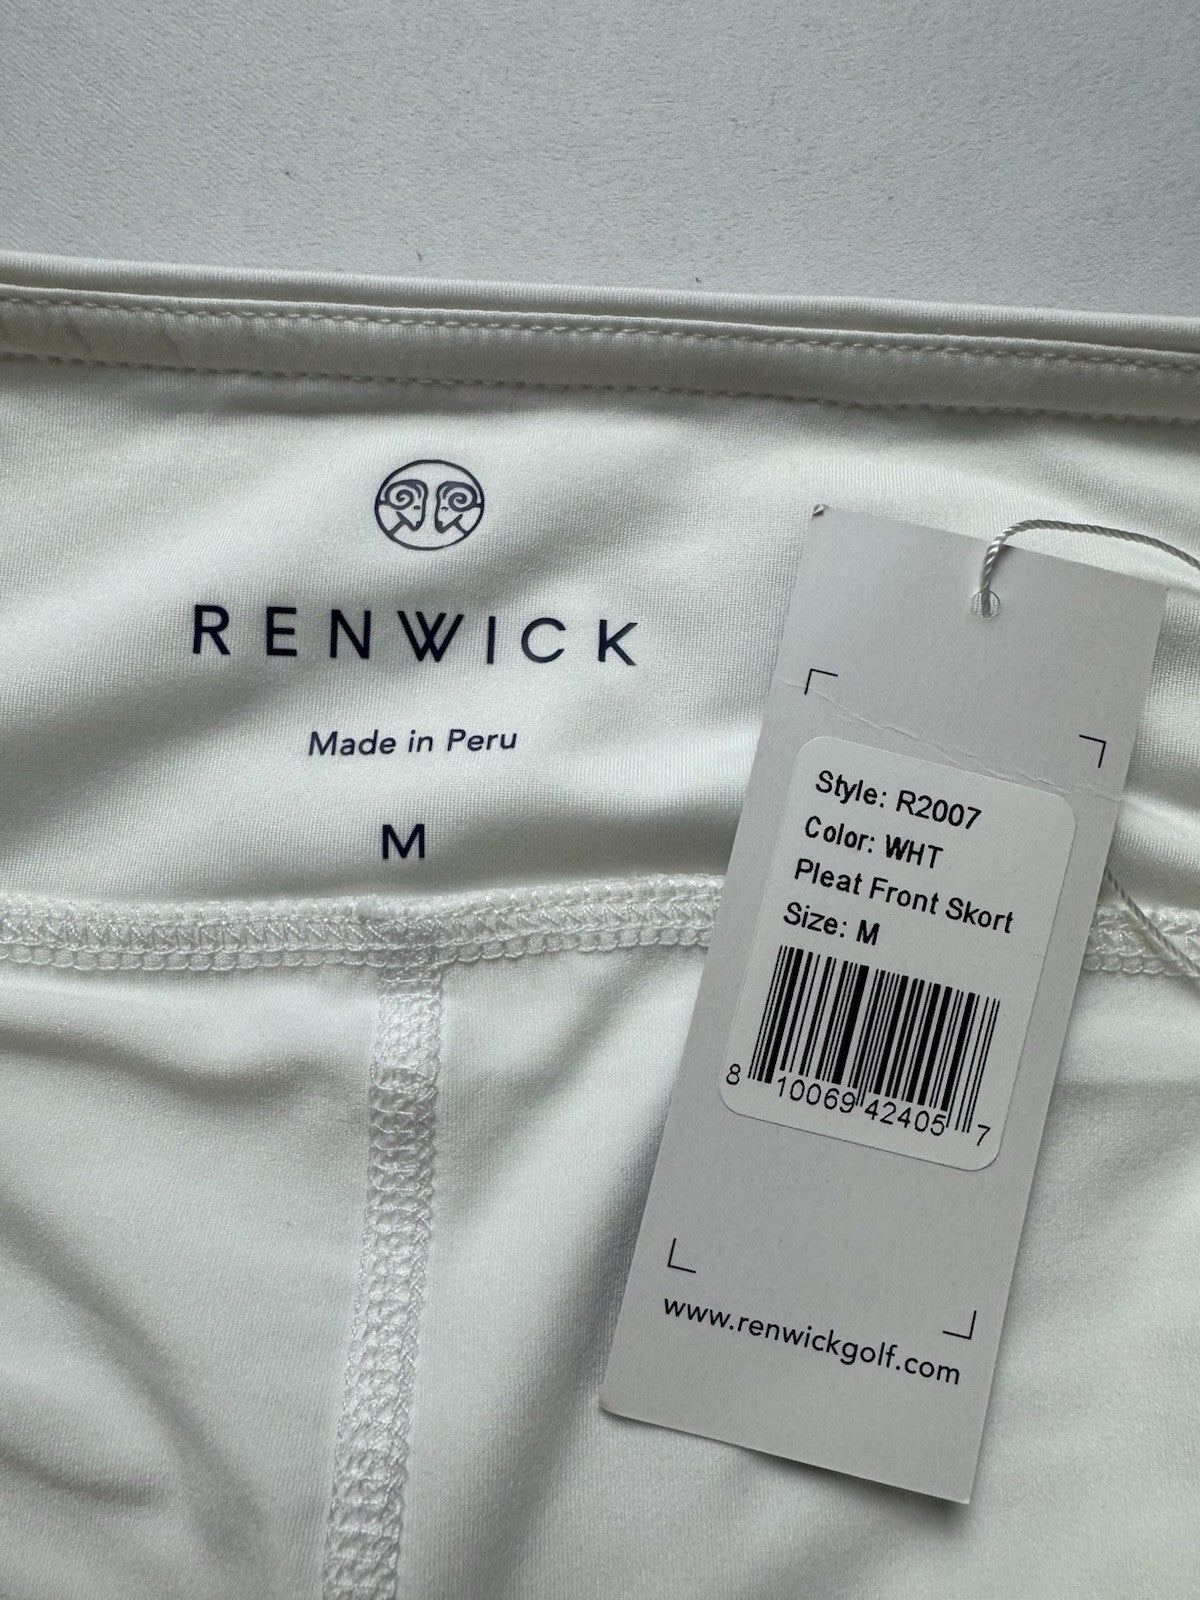 RENWICK
Made in Peru
M
Style: R2007
Color: WHT
Pleat Front Skort
Size: M
8 10069 42405 7
www.renwickgolf.com